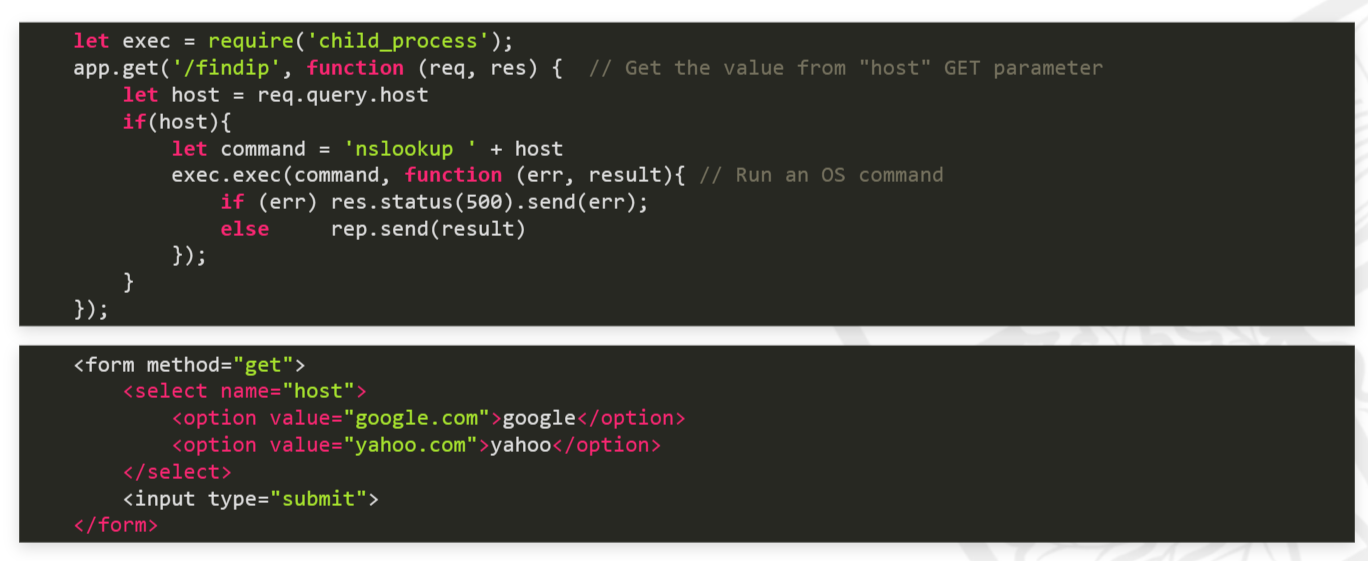 let exec = require('child_process');
app.get('/findip', function (req, res) {  // Get the value from "host" GET parameter
    let host = req.query.host
    if(host){
        let command = 'nslookup ' + host
        exec.exec(command, function (err, result){ // Run an OS command
            if (err) res.status(500).send(err);
            else     rep.send(result)
        });
    }
});
<form method="get">
    <select name="host">
        <option value="google.com">google</option>
        <option value="yahoo.com">yahoo</option>
    </select>
    <input type="submit">
</form>